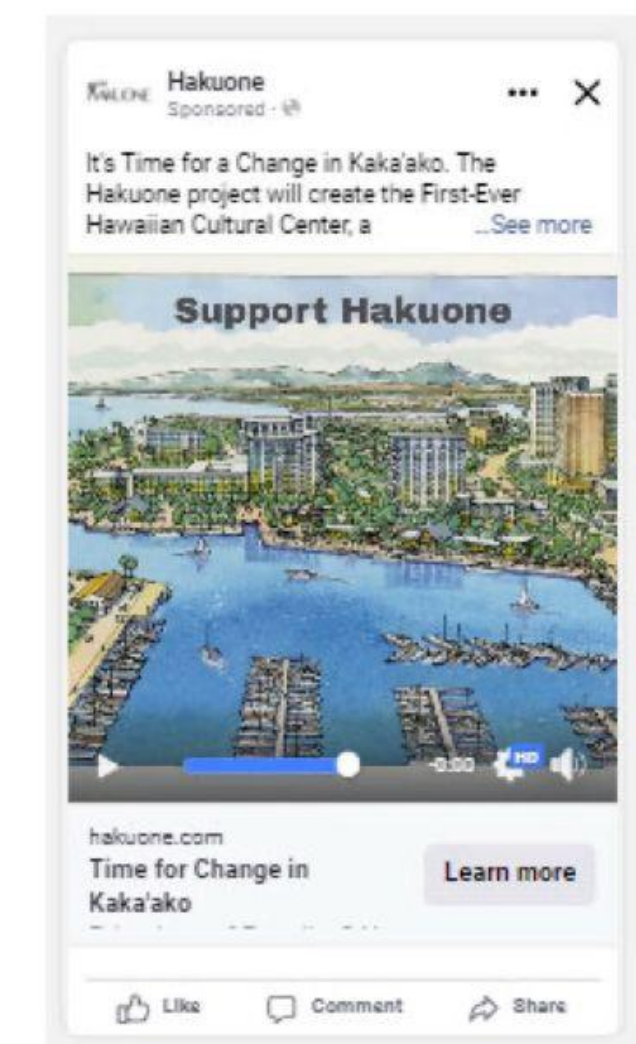 Hakuone
Sponsored ·
It's Time for a Change in Kaka'ako. The
Hakuone project will create the First-Ever
Hawaiian Cultural Center, a ...See more
Support Hakuone
-0:00 HD
hakuone.com
Time for Change in
Kaka'ako
Learn more
Like Comment Share